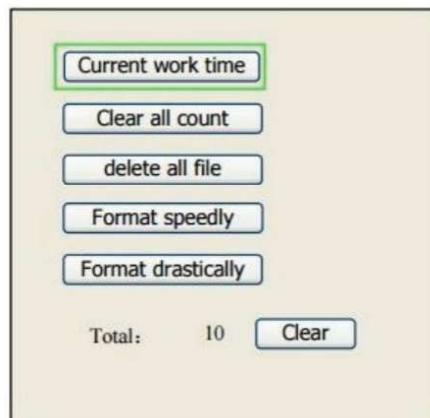 Current work time
Clear all count
delete all file
Format speedly
Format drastically
Total: 10 Clear